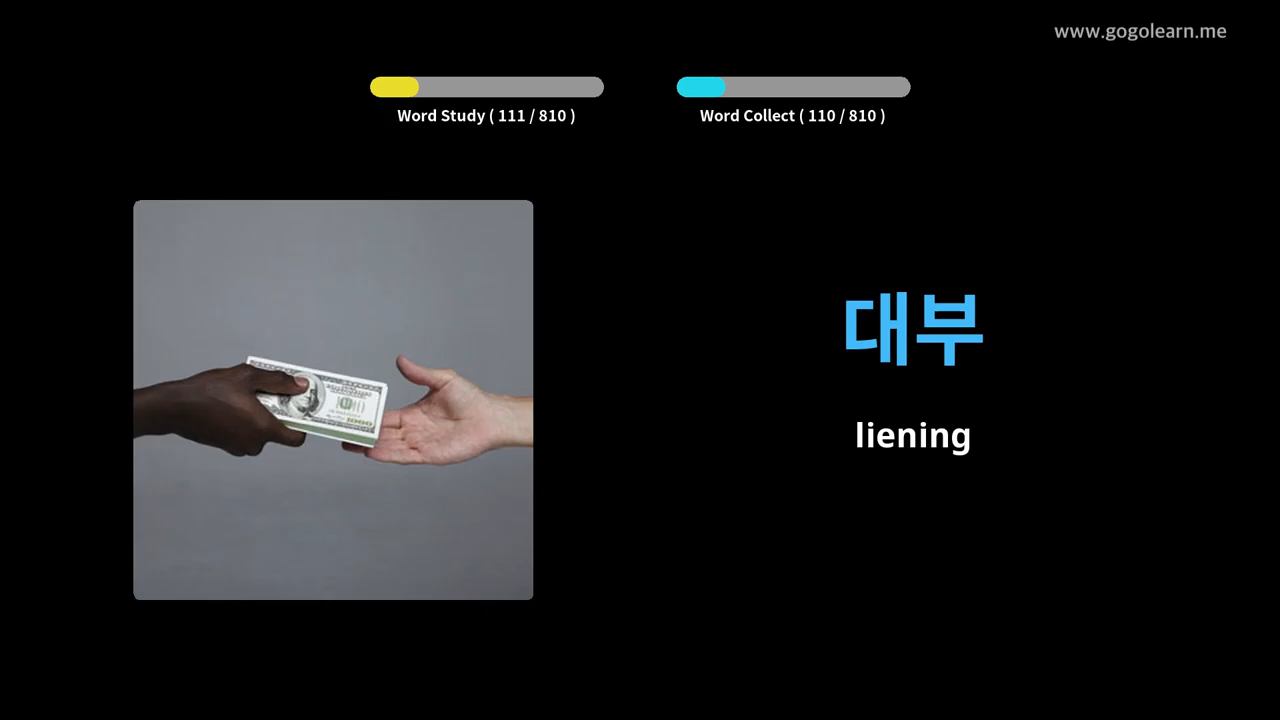 www.gogolearn.me
Word Study ( 111 / 810 )
Word Collect ( 110 / 810 )
대부
liening